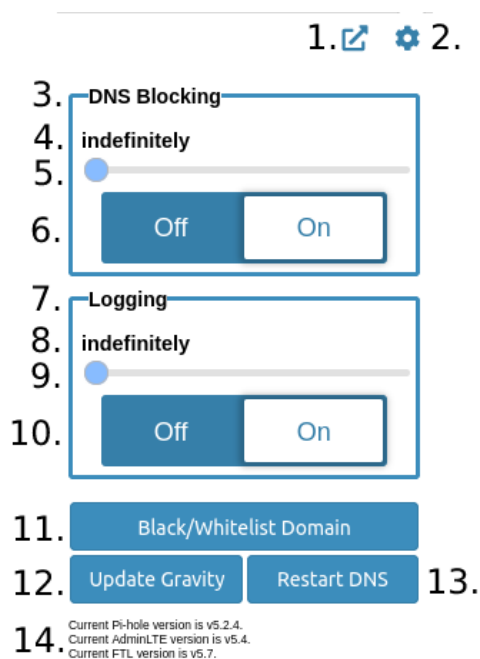 1. 2.
3. DNS Blocking
4. indefinitely
5.
6. Off On
7. Logging
8. indefinitely
9.
10. Off On
11. Black/Whitelist Domain
12. Update Gravity Restart DNS 13.
14. Current Pi-hole version is v5.2.4.
Current AdminLTE version is v5.4.
Current FTL version is v5.7.